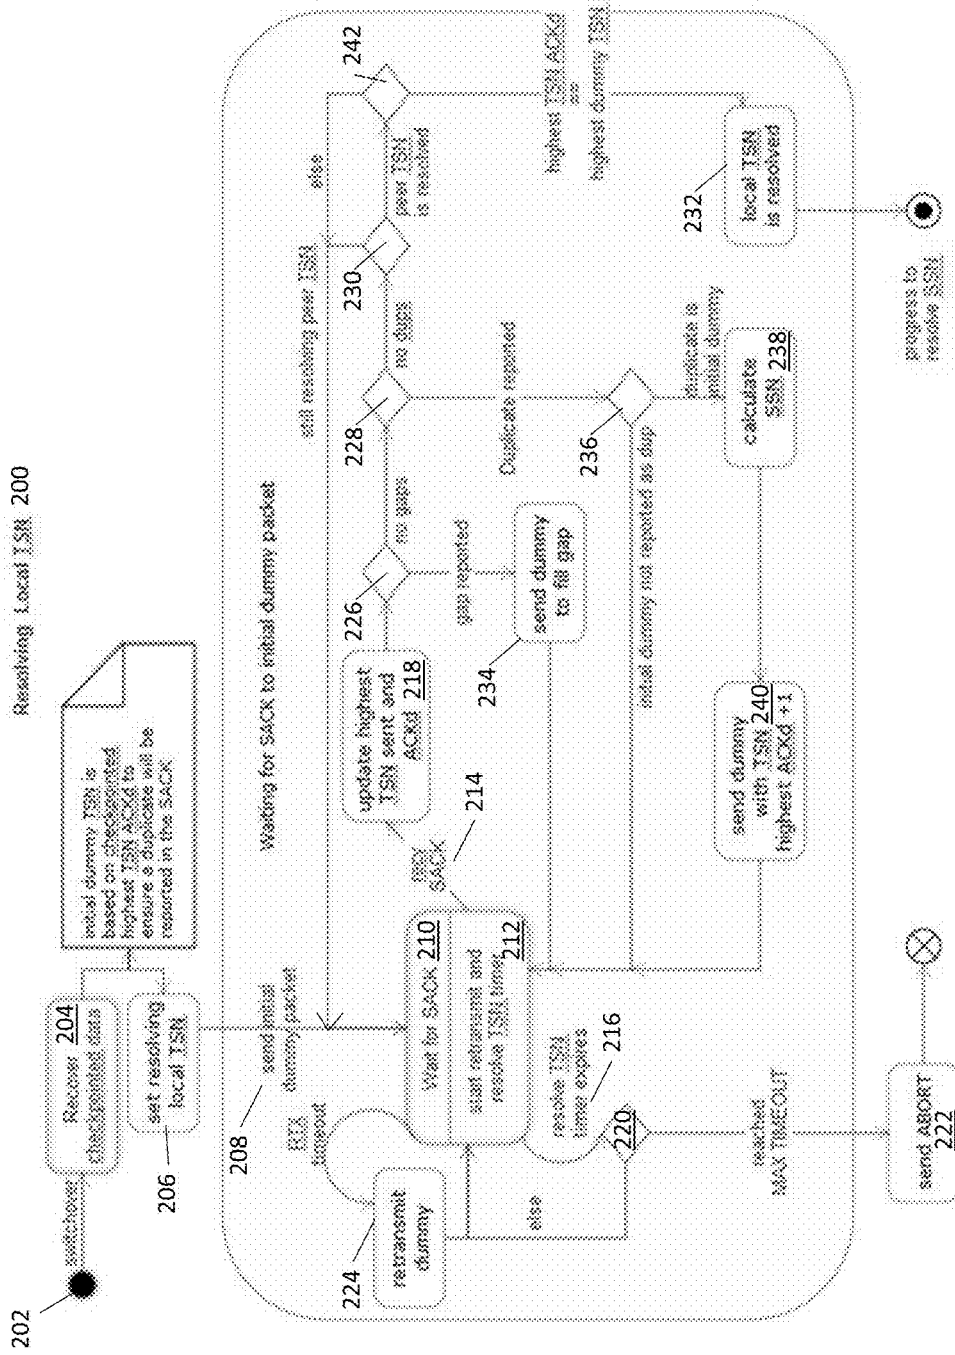 Resolving Local TSN 200
202
switchover
Recover 204
checkpointed data
initial dummy TSN is
based on checkpointed
highest TSN ACKd to
ensure a duplicate will be
reported in the SACK
set resolving
local TSN
206
208
send initial
dummy packet
Waiting for SACK to initial dummy packet
still resolving peer TSN
else
RTX
timeout
224
retransmit
dummy
Wait for SACK 210
start retransmit and
resolve TSN timer
212
SACK
214
update highest
TSN sent and
ACKd 218
226
no gaps
228
no dups
230
peer TSN
is resolved
242
resolve TSN
timer expires
216
220
else
gap reported
234
send dummy
to fill gap
Duplicate reported
236
initial dummy not reported as dup
duplicate is
initial dummy
highest TSN ACKd
==
highest dummy TSN
reached
MAX TIMEOUT
send dummy
with TSN 240
highest ACKd +1
calculate
SSN 238
232
local TSN
is resolved
send ABORT
222
progress to
resolve SSN